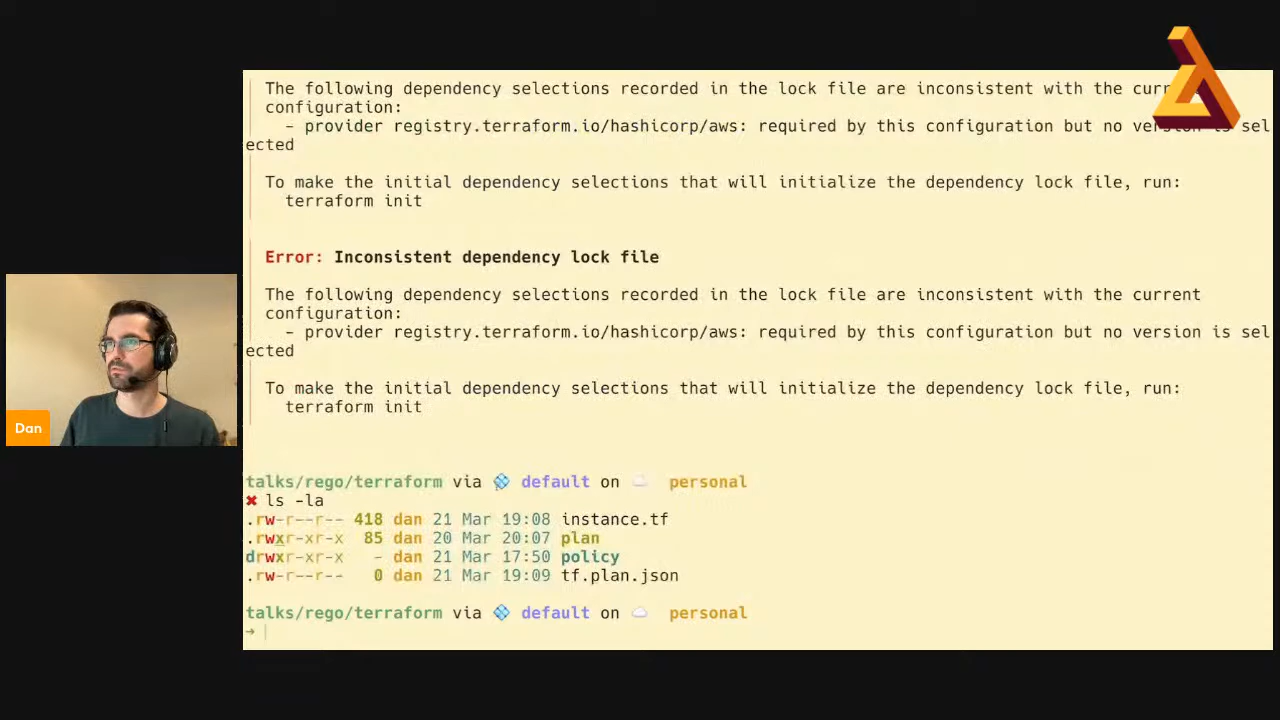 The following dependency selections recorded in the lock file are inconsistent with the current
configuration:
- provider registry.terraform.io/hashicorp/aws: required by this configuration but no version is sel
ected
To make the initial dependency selections that will initialize the dependency lock file, run:
terraform init
Error: Inconsistent dependency lock file
The following dependency selections recorded in the lock file are inconsistent with the current
configuration:
- provider registry.terraform.io/hashicorp/aws: required by this configuration but no version is sel
ected
To make the initial dependency selections that will initialize the dependency lock file, run:
terraform init
Dan
talks/rego/terraform via 💠 default on ☁️ personal
✖ ls -la
.rw-r--r-- 418 dan 21 Mar 19:08 instance.tf
.rwxr-xr-x 85 dan 20 Mar 20:07 plan
drwxr-xr-x - dan 21 Mar 17:50 policy
.rw-r--r-- 0 dan 21 Mar 19:09 tf.plan.json
talks/rego/terraform via 💠 default on ☁️ personal
→